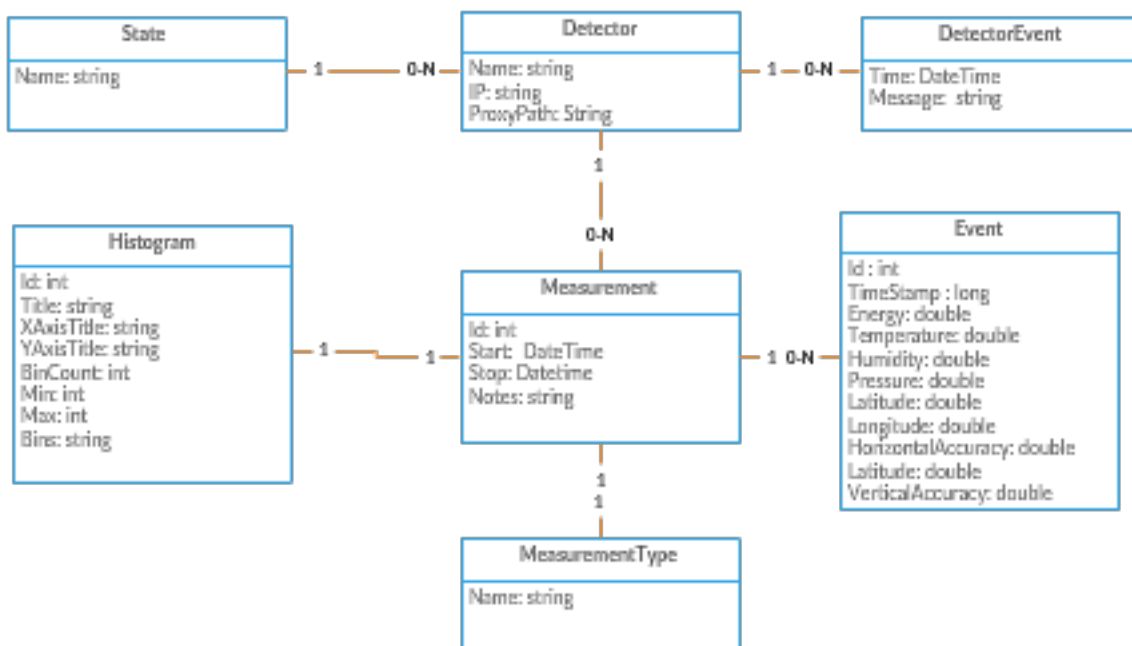 State
Name: string
1
0-N
Detector
Name: string
IP: string
ProxyPath: String
1
0-N
DetectorEvent
Time: DateTime
Message: string
1
0-N
Histogram
Id: int
Title: string
XAxisTitle: string
YAxisTitle: string
BinCount: int
Min: int
Max: int
Bins: string
1
1
Measurement
Id: int
Start: DateTime
Stop: Datetime
Notes: string
1 0-N
Event
Id : int
TimeStamp : long
Energy: double
Temperature: double
Humidity: double
Pressure: double
Latitude: double
Longitude: double
HorizontalAccuracy: double
Latitude: double
VerticalAccuracy: double
1
1
MeasurementType
Name: string